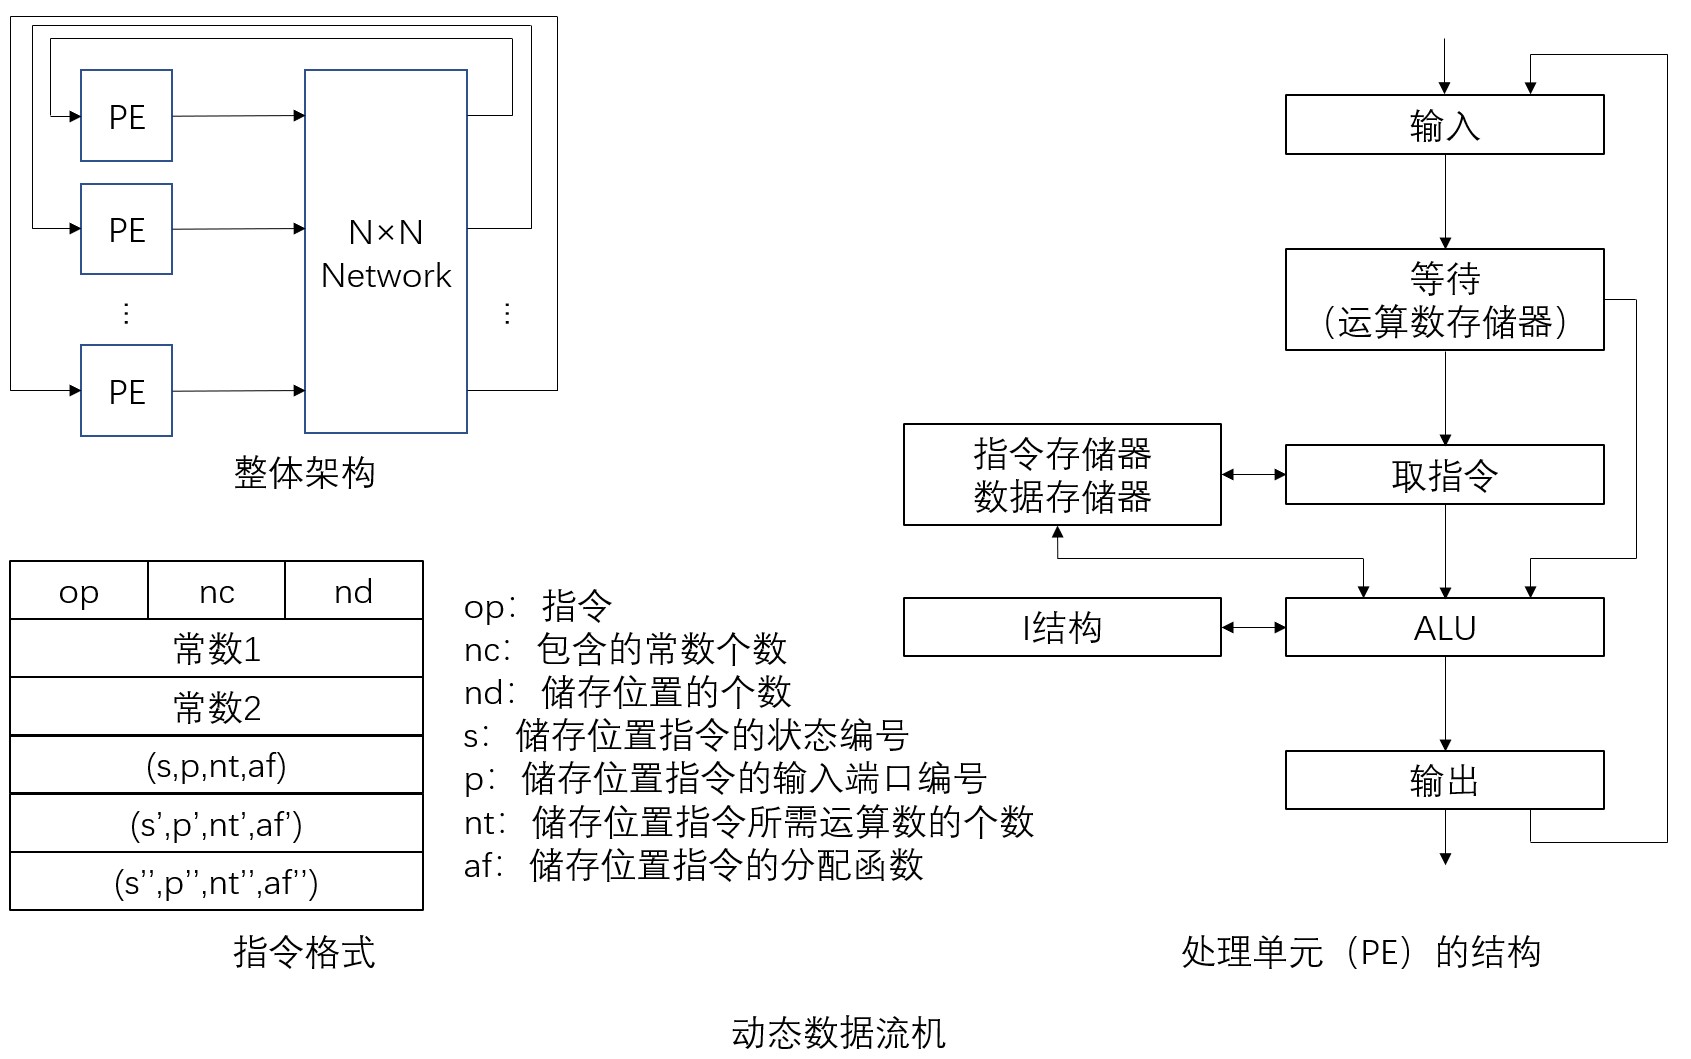 PE
PE
⋮
PE
N×N
Network
⋮
整体架构
op
nc
nd
常数1
常数2
(s,p,nt,af)
(s’,p’,nt’,af’)
(s’’,p’’,nt’’,af’’)
指令格式
op：指令
nc：包含的常数个数
nd：储存位置的个数
s：储存位置指令的状态编号
p：储存位置指令的输入端口编号
nt：储存位置指令所需运算数的个数
af：储存位置指令的分配函数
输入
等待
（运算数存储器）
取指令
指令存储器
数据存储器
I结构
ALU
输出
处理单元（PE）的结构
动态数据流机